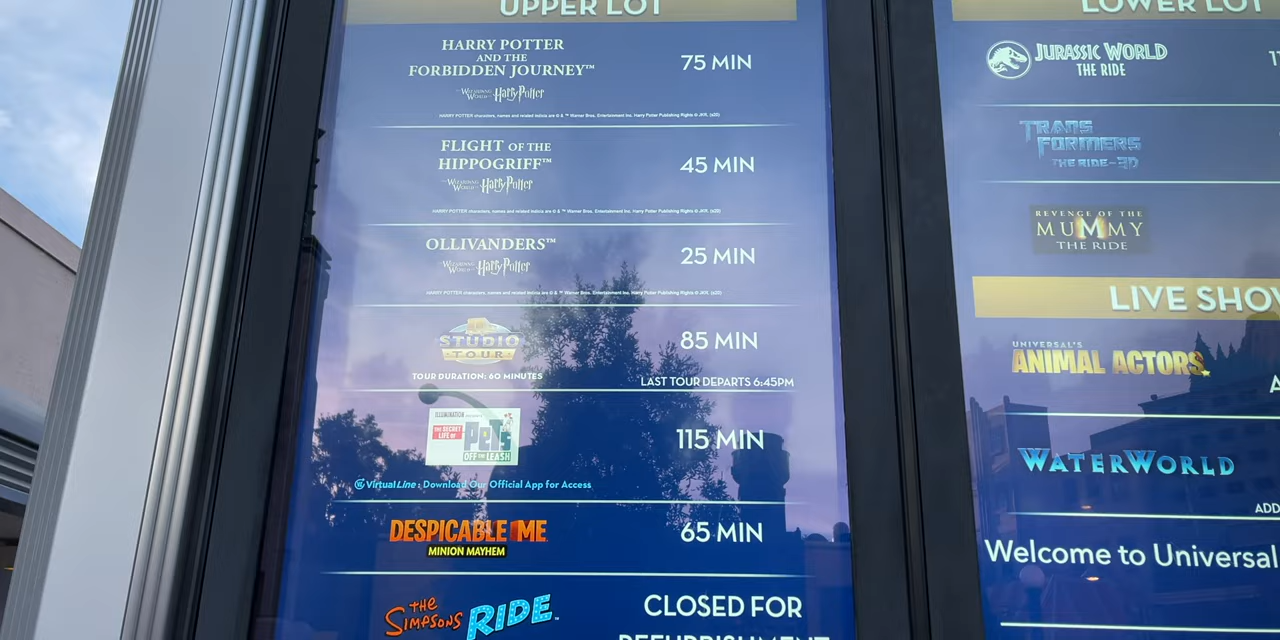 UPPER LOT
HARRY POTTER
AND THE
FORBIDDEN JOURNEY™
75 MIN
WIZARDING WORLD OF Harry Potter
HARRY POTTER characters, names and related indicia are © & ™ Warner Bros. Entertainment Inc. Harry Potter Publishing Rights © JKR. (s22)
FLIGHT OF THE
HIPPOGRIFF™
45 MIN
WIZARDING WORLD OF Harry Potter
HARRY POTTER characters, names and related indicia are © & ™ Warner Bros. Entertainment Inc. Harry Potter Publishing Rights © JKR. (s22)
OLLIVANDERS™
25 MIN
WIZARDING WORLD OF Harry Potter
HARRY POTTER characters, names and related indicia are © & ™ Warner Bros. Entertainment Inc. Harry Potter Publishing Rights © JKR. (s22)
STUDIO
TOUR
85 MIN
TOUR DURATION: 60 MINUTES
LAST TOUR DEPARTS 6:45PM
ILLUMINATION
THE SECRET
LIFE OF
PETS
OFF THE LEASH
115 MIN
Virtual Line : Download Our Official App for Access
DESPICABLE ME
MINION MAYHEM
65 MIN
THE
SIMPSONS RIDE™
CLOSED FOR
REFURBISHMENT
LOWER LOT
JURASSIC WORLD
THE RIDE
TRANS
FORMERS
THE RIDE-3D
REVENGE OF THE
MUMMY
THE RIDE
LIVE SHOW
UNIVERSAL'S
ANIMAL ACTORS
WATERWORLD
ADD
Welcome to Universal